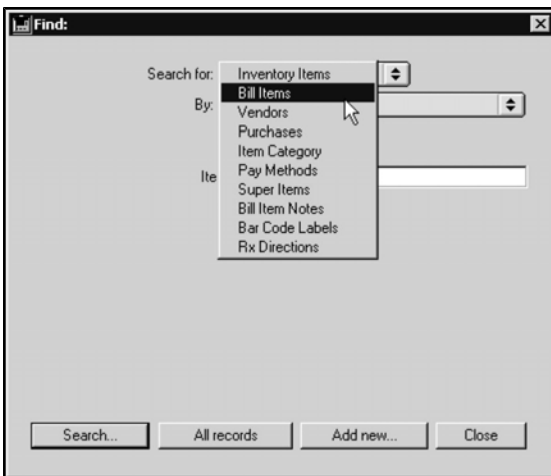 Find:
Search for:
Inventory Items
Bill Items
By:
Vendors
Purchases
Item Category
Ite
Pay Methods
Super Items
Bill Item Notes
Bar Code Labels
Rx Directions
Search...
All records
Add new...
Close